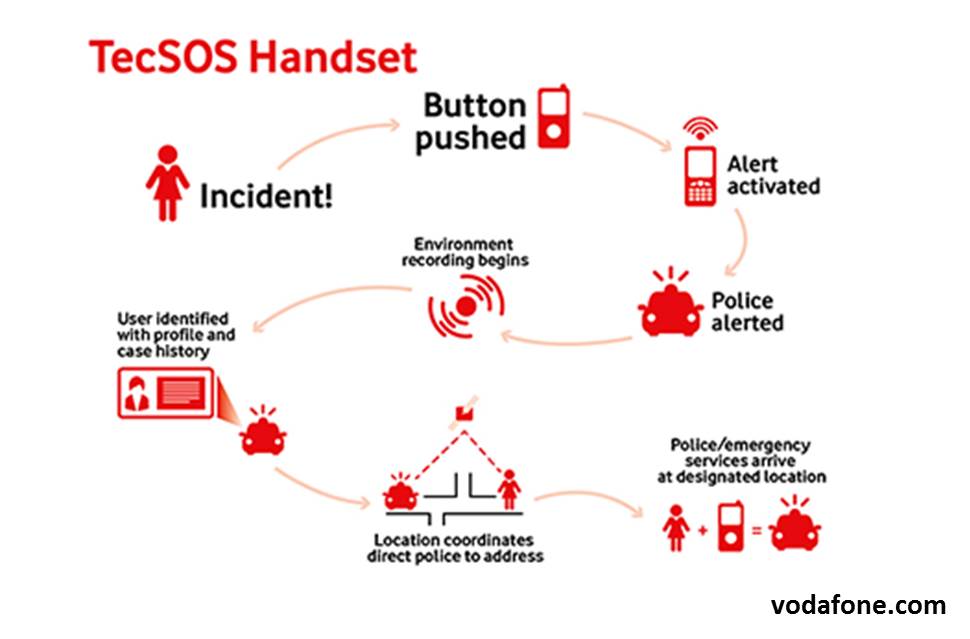 TecSOS Handset
Button
pushed
Incident!
Alert
activated
Environment
recording begins
Police
alerted
User identified
with profile and
case history
Location coordinates
direct police to address
Police/emergency
services arrive
at designated location
+
=
vodafone.com